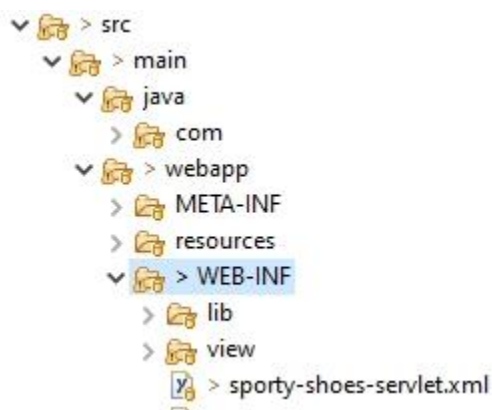 > src
> main
java
com
> webapp
META-INF
resources
> WEB-INF
lib
view
> sporty-shoes-servlet.xml